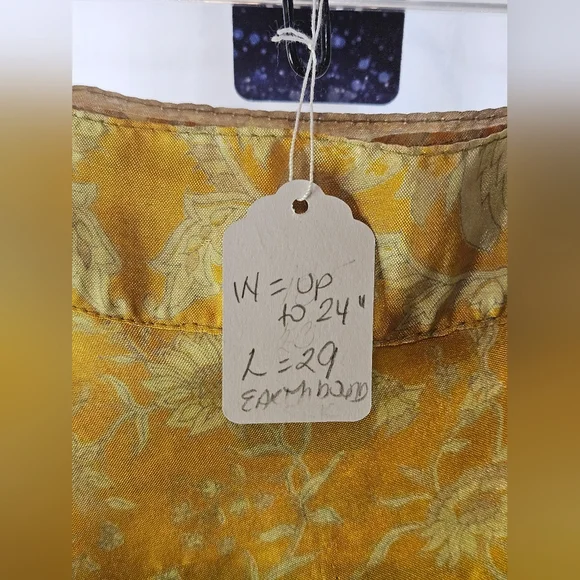 W = UP
to 24"
L = 29
EARTHBOUND